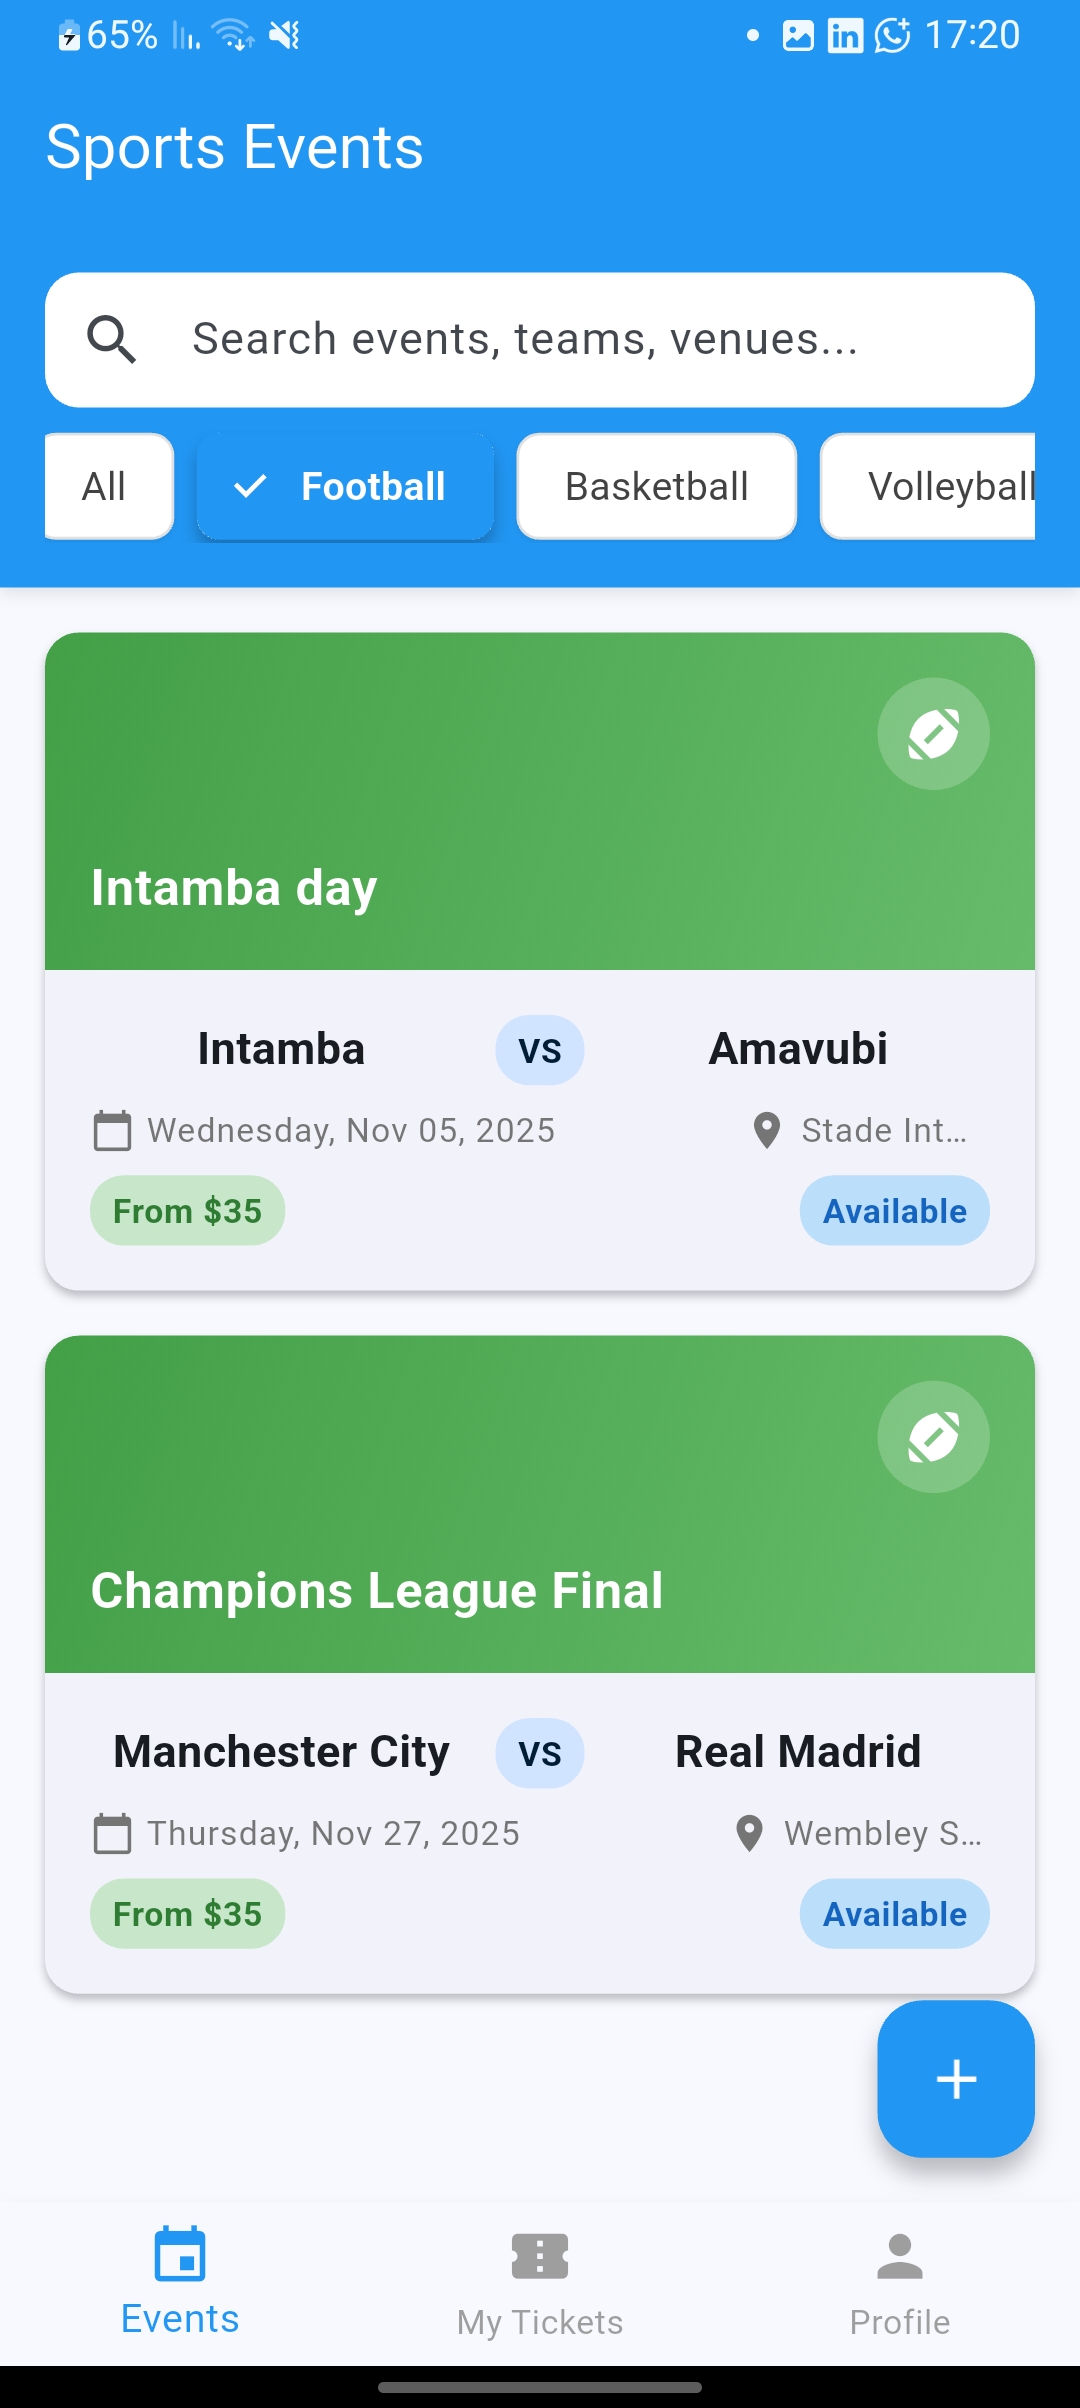 65% 17:20
Sports Events
Search events, teams, venues...
All Football Basketball Volleyball
Intamba day
Intamba VS Amavubi
Wednesday, Nov 05, 2025 Stade Int...
From $35 Available
Champions League Final
Manchester City VS Real Madrid
Thursday, Nov 27, 2025 Wembley S...
From $35 Available
Events My Tickets Profile